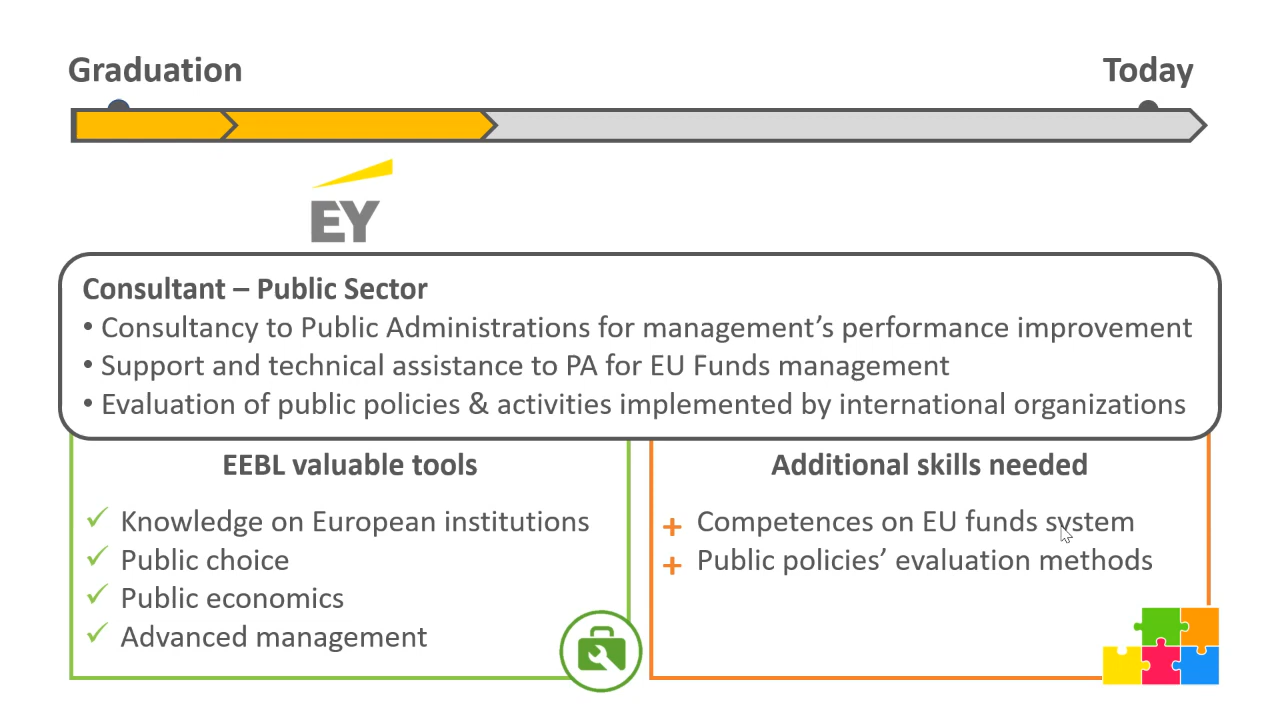 Graduation
Today
EY
Consultant – Public Sector
• Consultancy to Public Administrations for management’s performance improvement
• Support and technical assistance to PA for EU Funds management
• Evaluation of public policies & activities implemented by international organizations
EEBL valuable tools
✓ Knowledge on European institutions
✓ Public choice
✓ Public economics
✓ Advanced management
Additional skills needed
+ Competences on EU funds system
+ Public policies’ evaluation methods